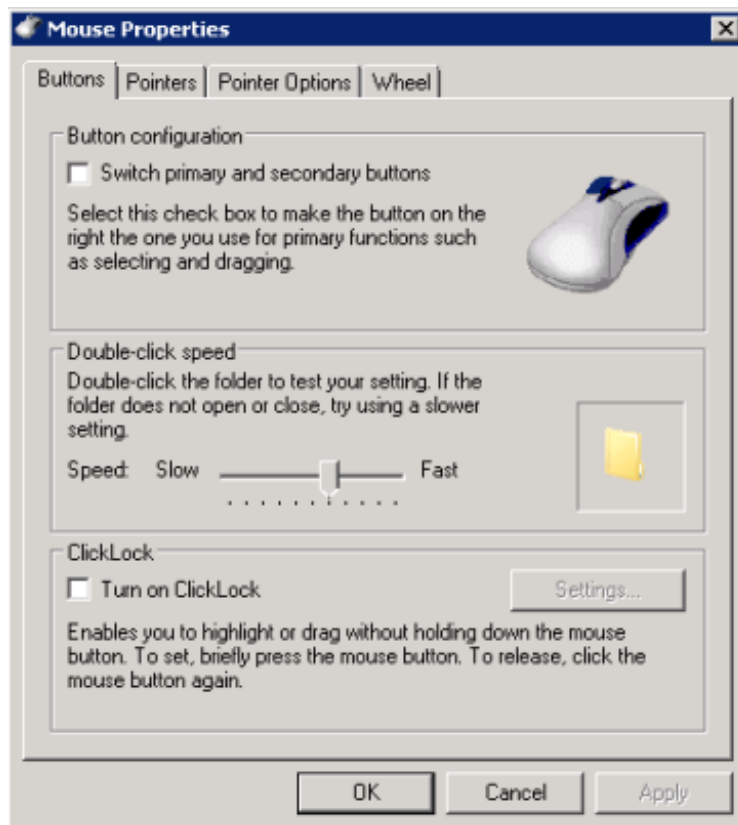 Mouse Properties
Buttons Pointers Pointer Options Wheel
Button configuration
Switch primary and secondary buttons
Select this check box to make the button on the
right the one you use for primary functions such
as selecting and dragging.
Double-click speed
Double-click the folder to test your setting. If the
folder does not open or close, try using a slower
setting.
Speed: Slow Fast
ClickLock
Turn on ClickLock
Settings...
Enables you to highlight or drag without holding down the mouse
button. To set, briefly press the mouse button. To release, click the
mouse button again.
OK Cancel Apply